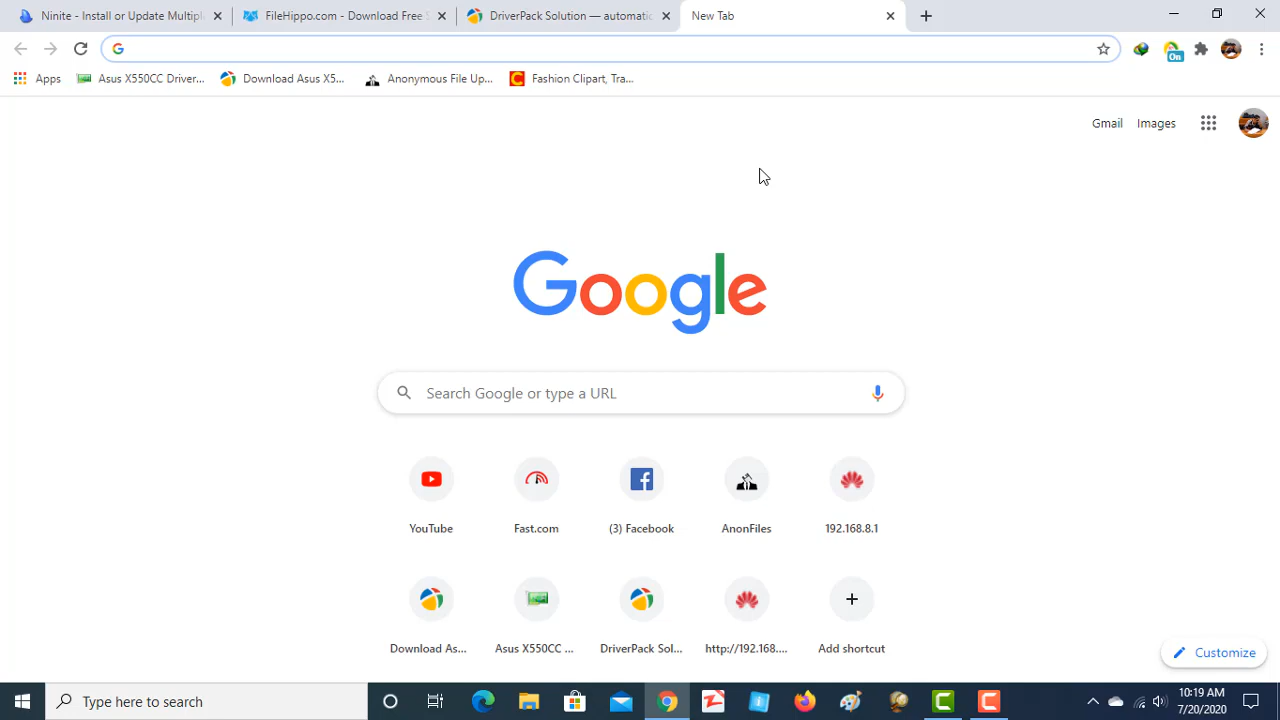 Ninite - Install or Update Multipl
FileHippo.com - Download Free S
DriverPack Solution — automatic
New Tab
Apps
Asus X550CC Driver...
Download Asus X5...
Anonymous File Up...
Fashion Clipart, Tra...
On
Gmail
Images
Google
Search Google or type a URL
YouTube
Fast.com
(3) Facebook
AnonFiles
192.168.8.1
Download As...
Asus X550CC ...
DriverPack Sol...
http://192.168....
Add shortcut
Customize
Type here to search
10:19 AM
7/20/2020